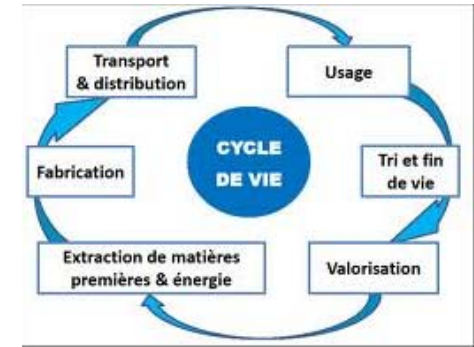 Transport
& distribution
Usage
CYCLE
DE VIE
Fabrication
Tri et fin
de vie
Extraction de matières
premières & énergie
Valorisation